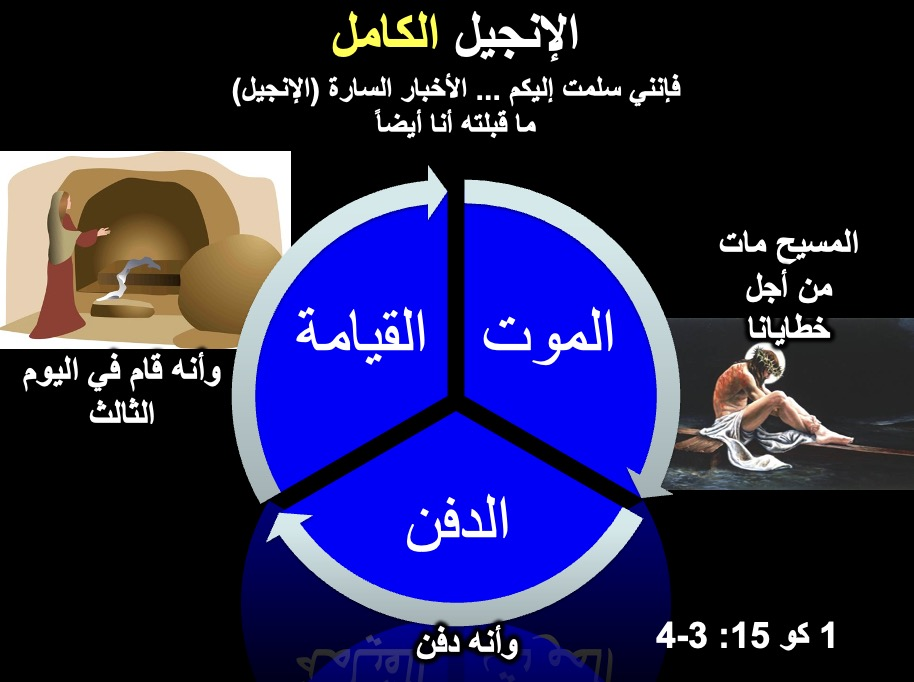 الإنجيل الكامل
فإنني سلمت إليكم ... الأخبار السارة (الإنجيل)
ما قبلته أنا أيضاً
المسيح مات
من أجل
خطايانا
الموت
القيامة
وأنه قام في اليوم
الثالث
الدفن
وأنه دفن
1 كو 15: 3-4